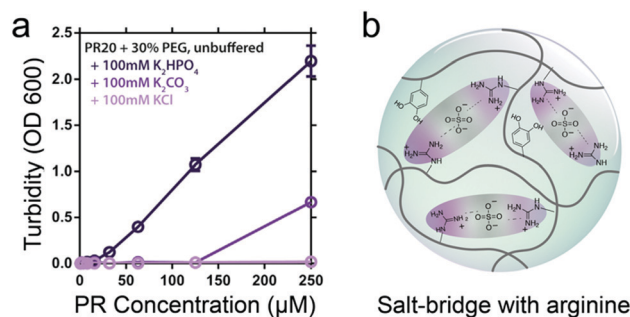 a
PR20 + 30% PEG, unbuffered
+ 100mM K₂HPO₄
+ 100mM K₂CO₃
+ 100mM KCl
2.5
2.0
1.5
1.0
0.5
0.0
Turbidity (OD 600)
0 50 100 150 200 250
PR Concentration (μM)
b
Salt-bridge with arginine